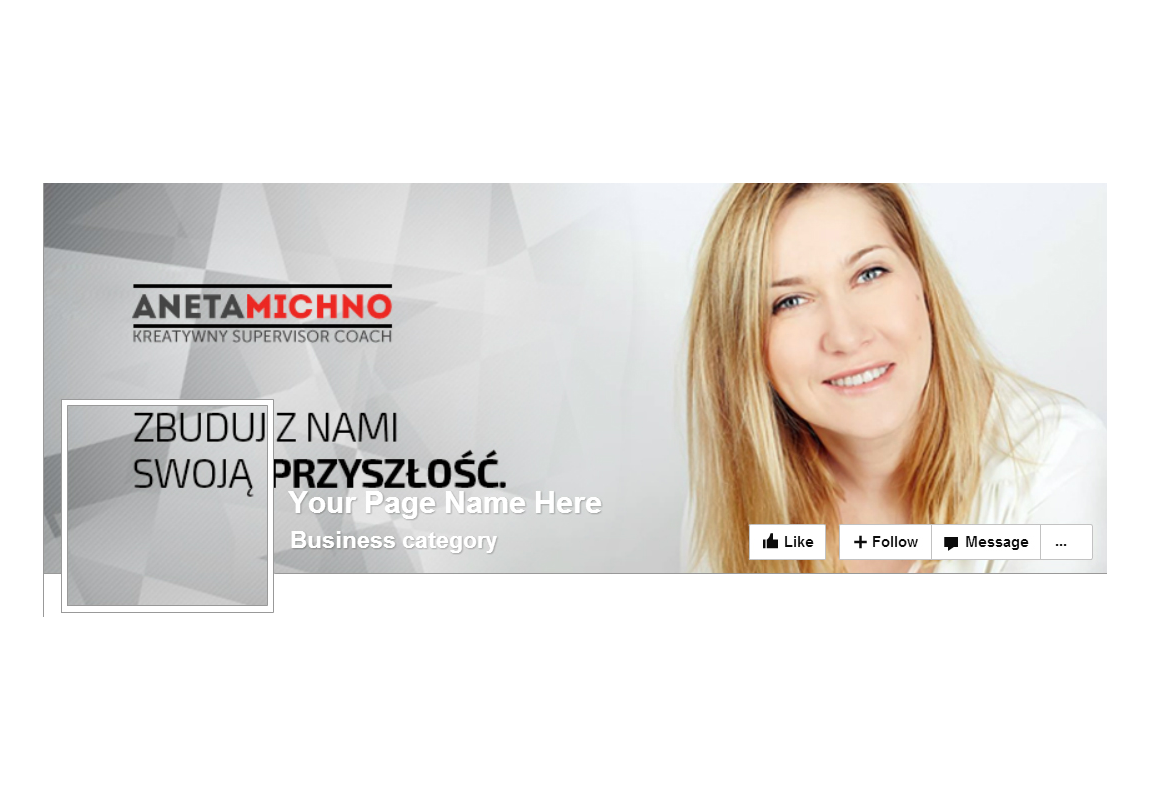 ANETAMICHNO
KREATYWNY SUPERVISOR COACH
ZBUDUJ Z NAMI
SWOJĄ PRZYSZŁOŚĆ.
Your Page Name Here
Business category
Like
Follow
Message
...